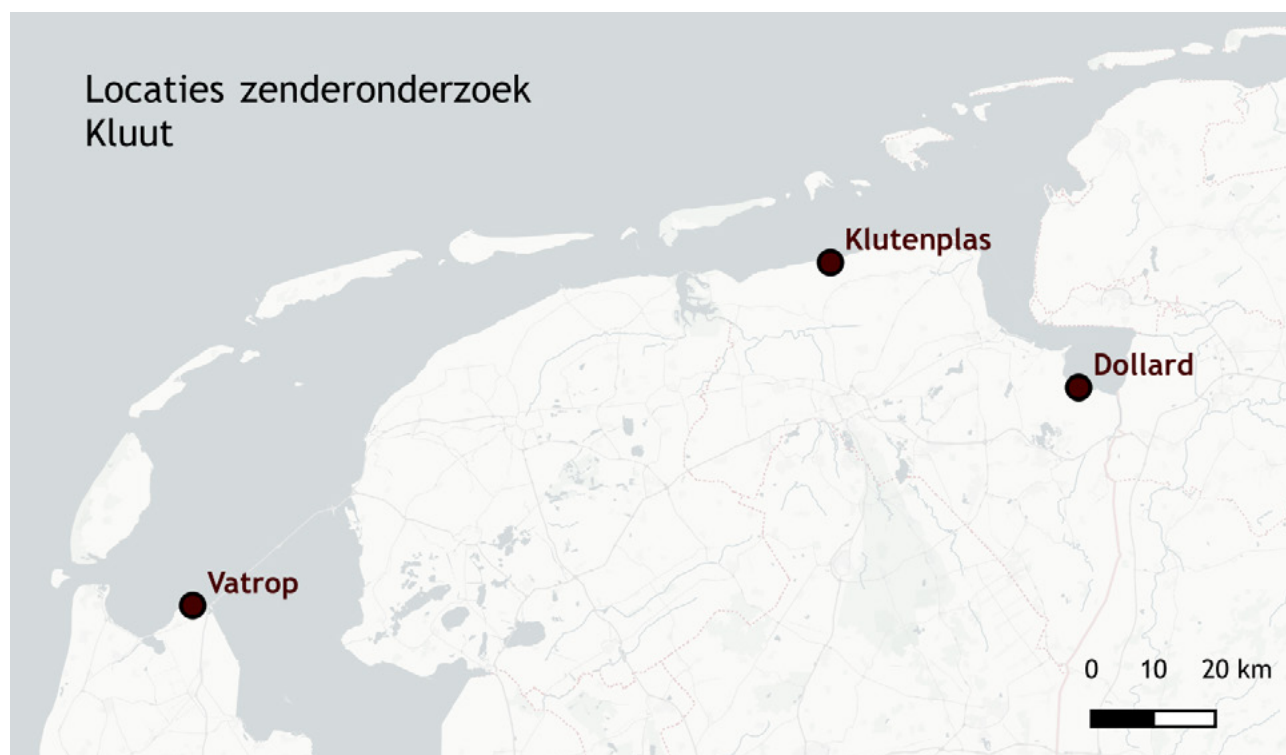 Locaties zenderonderzoek
Kluut
Klutenplas
Dollard
Vatrop
0 10 20 km